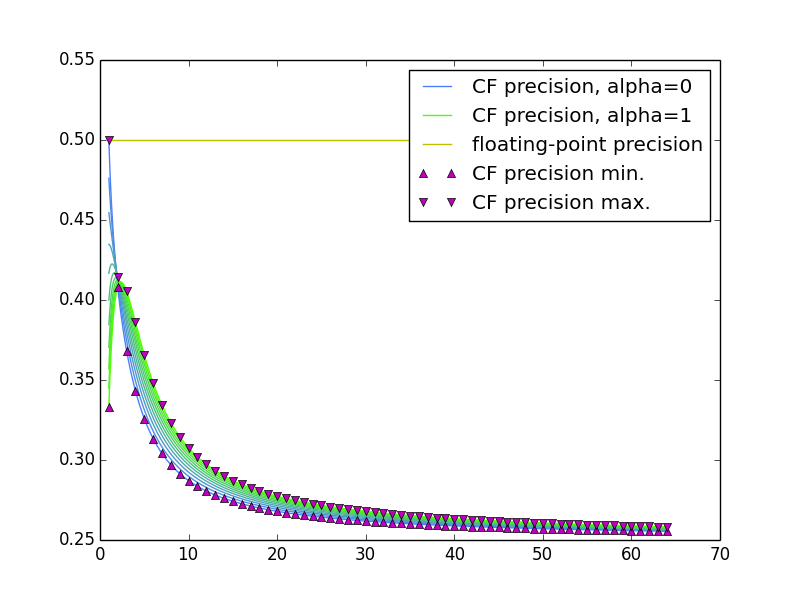 0.55
0.50
0.45
0.40
0.35
0.30
0.25
0 10 20 30 40 50 60 70
CF precision, alpha=0
CF precision, alpha=1
floating-point precision
CF precision min.
CF precision max.